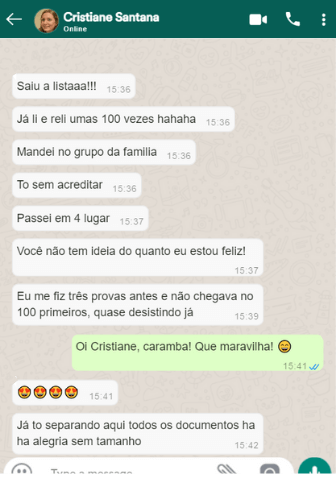 Cristiane Santana
Online
Saiu a listaaa!!! 15:36
Já li e reli umas 100 vezes hahaha 15:36
Mandei no grupo da familia 15:36
To sem acreditar 15:36
Passei em 4 lugar 15:37
Você não tem ideia do quanto eu estou feliz!
15:37
Eu me fiz três provas antes e não chegava no
100 primeiros, quase desistindo já 15:39
Oi Cristiane, caramba! Que maravilha! 😄
15:41
😍😍😍😍 15:41
Já to separando aqui todos os documentos ha
ha alegria sem tamanho 15:42
Type a message